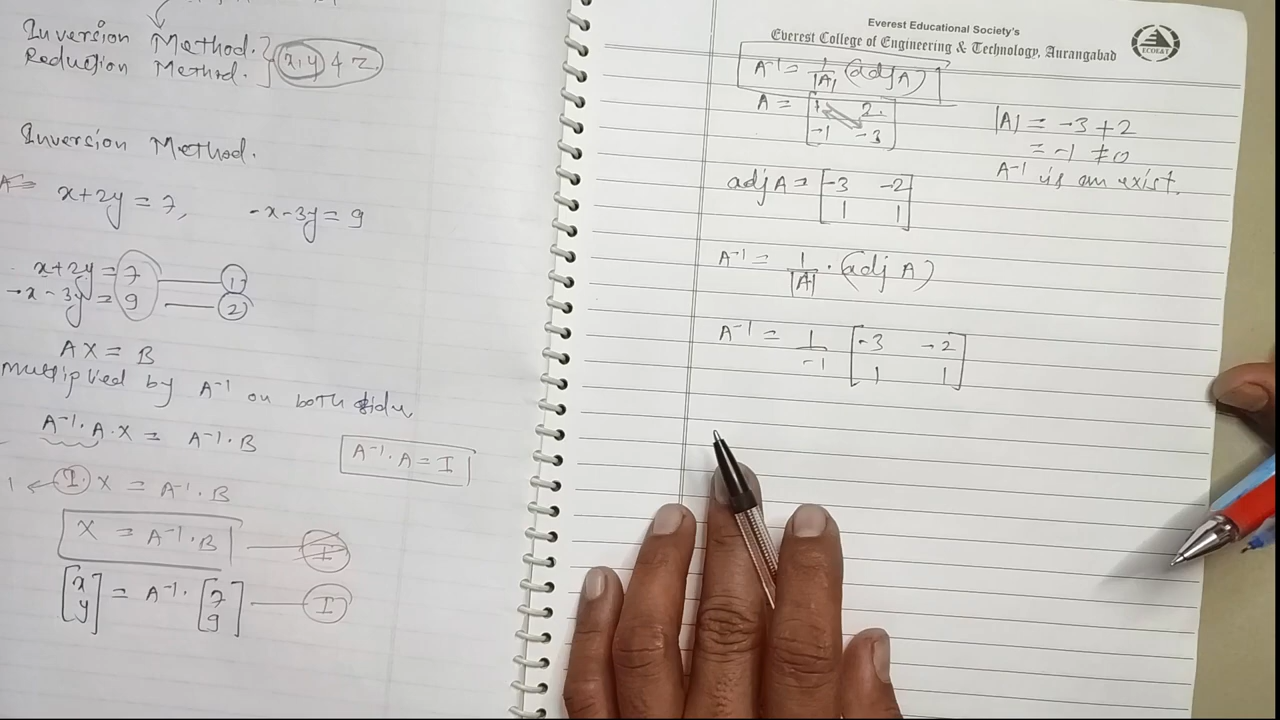 Inversion Method.
Reduction Method. } x, y & z.
Inversion Method.
x+2y = 7, -x-3y = 9
x+2y = 7 — 1
-x-3y = 9 — 2
AX = B
Multiplied by A⁻¹ on both side
A⁻¹·A·X = A⁻¹·B
A⁻¹·A = I
I·X = A⁻¹·B
X = A⁻¹·B — I
[x y] = A⁻¹·[7 9] — I
Everest Educational Society's
Everest College of Engineering & Technology, Aurangabad
ECOE&T
A⁻¹ = 1/|A| (adj A)
A = [1 2. -1 -3]
|A| = -3+2
= -1 ≠0
A⁻¹ is an exist.
adj A = [-3 -2 1 1]
A⁻¹ = 1/|A| · (adj A)
A⁻¹ = 1/-1 [-3 -2 1 1]